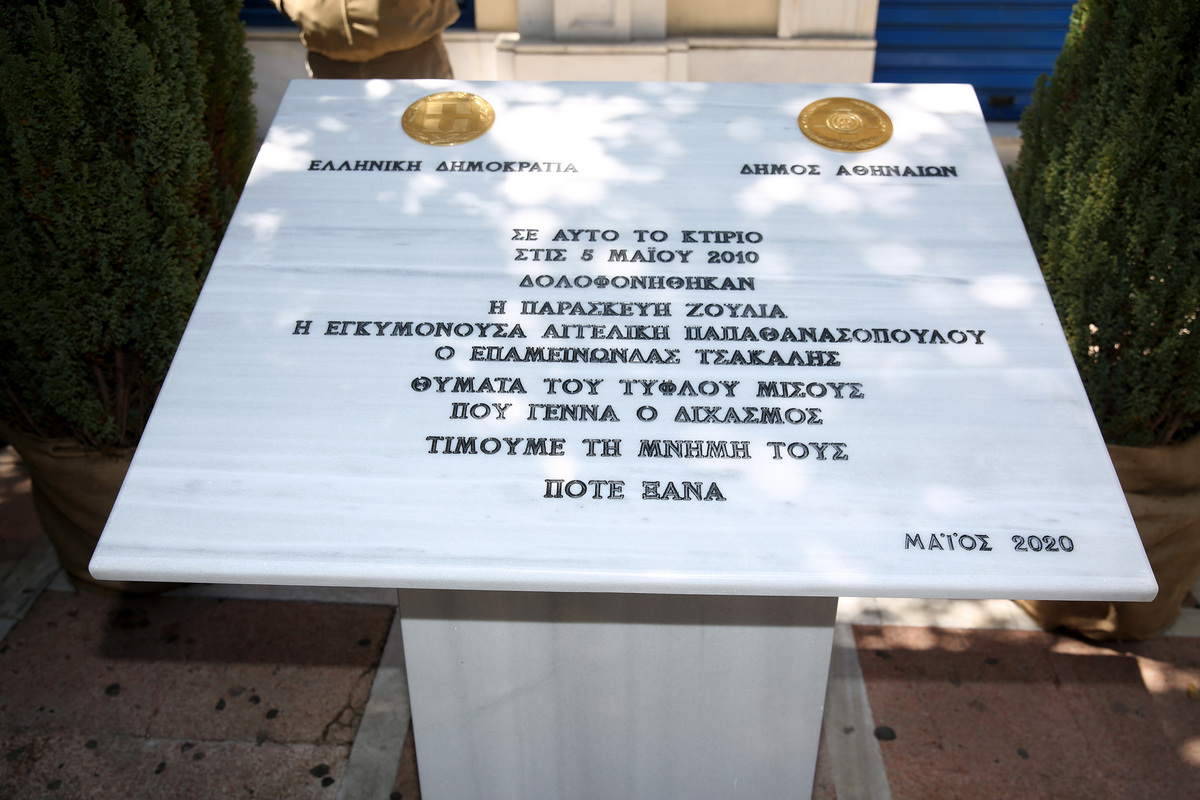 ΕΛΛΗΝΙΚΗ ΔΗΜΟΚΡΑΤΙΑ
ΔΗΜΟΣ ΑΘΗΝΑΙΩΝ
ΣΕ ΑΥΤΟ ΤΟ ΚΤΙΡΙΟ
ΣΤΙΣ 5 ΜΑΪΟΥ 2010
ΔΟΛΟΦΟΝΗΘΗΚΑΝ
Η ΠΑΡΑΣΚΕΥΗ ΖΟΥΛΙΑ
Η ΕΓΚΥΜΟΝΟΥΣΑ ΑΓΓΕΛΙΚΗ ΠΑΠΑΘΑΝΑΣΟΠΟΥΛΟΥ
Ο ΕΠΑΜΕΙΝΩΝΔΑΣ ΤΣΑΚΑΛΗΣ
ΘΥΜΑΤΑ ΤΟΥ ΤΥΦΛΟΥ ΜΙΣΟΥΣ
ΠΟΥ ΓΕΝΝΑ Ο ΔΙΧΑΣΜΟΣ
ΤΙΜΟΥΜΕ ΤΗ ΜΝΗΜΗ ΤΟΥΣ
ΠΟΤΕ ΞΑΝΑ
ΜΑΪΟΣ 2020